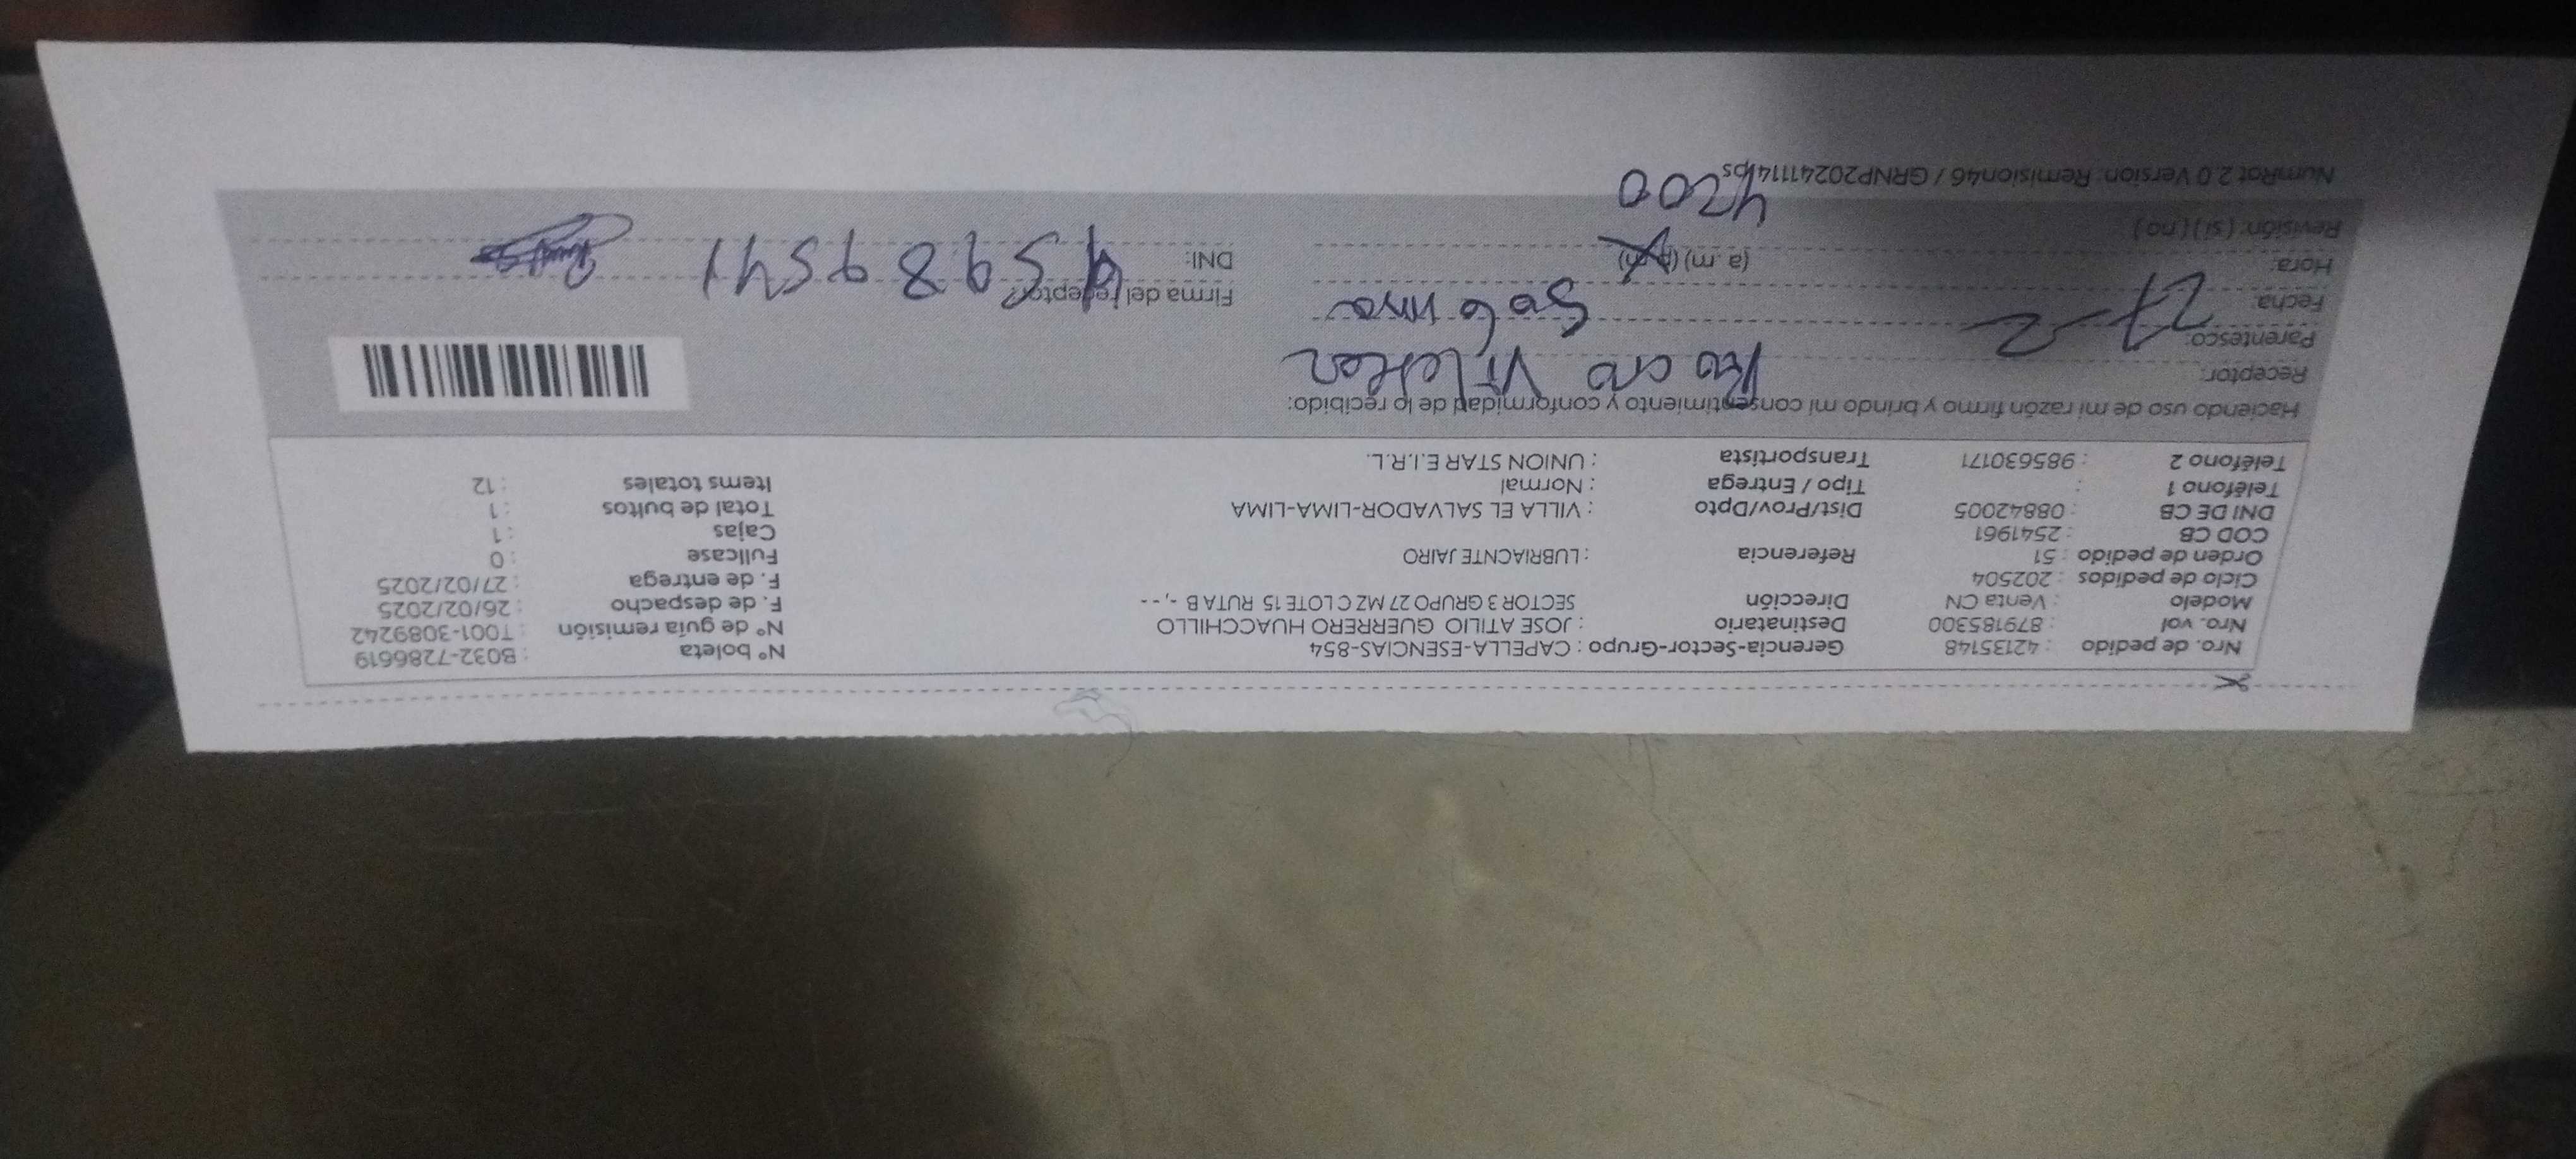 Nro. de pedido : 42135148 Gerencia-Sector-Grupo : CAPELLA-ESENCIAS-854 N° boleta : B032-7286619
Nro. vol : 879185300 Destinatario : JOSE ATILIO GUERRERO HUACCHILLO N° de guía remisión : T001-3089242
Modelo : Venta CN Dirección SECTOR 3 GRUPO 27 MZ C LOTE 15 RUTA B -,-- F. de despacho : 26/02/2025
Ciclo de pedidos : 202504 F. de entrega : 27/02/2025
Orden de pedido : 51 Referencia : LUBRIACNTE JAIRO Fullcase : 0
COD CB : 2541961 Cajas : 1
DNI DE CB : 08842005 Dist/Prov/Dpto : VILLA EL SALVADOR-LIMA-LIMA Total de bultos : 1
Teléfono 1 : Tipo / Entrega : Normal Items totales : 12
Teléfono 2 : 985630171 Transportista : UNION STAR E.I.R.L.
Haciendo uso de mi razón firmo y brindo mi consentimiento y conformidad de lo recibido:
Receptor:
Parentesco:
Fecha: 27-2 Firma del receptor:
Hora: (a. m) (p. m) DNI:
Revisión: (si) (no) 4200
NumRot 2.0 Version: Remision46 / GRNP20241114 lps